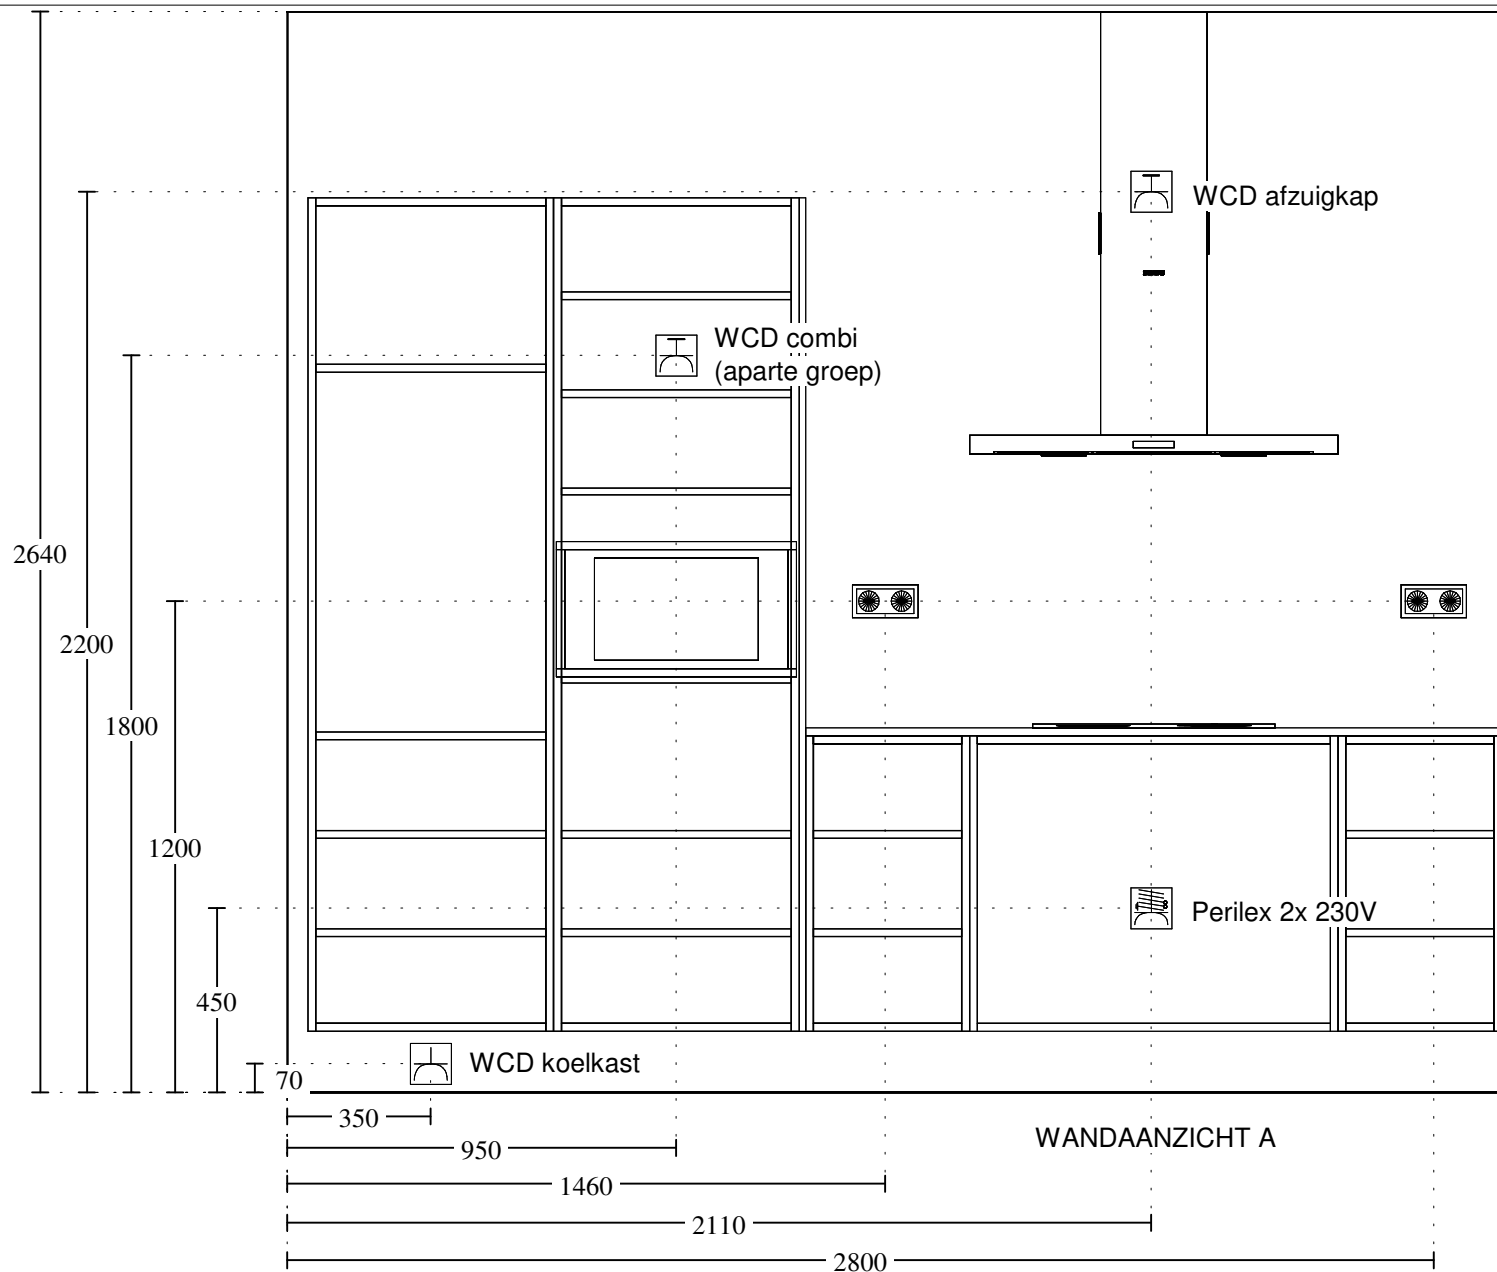 WCD afzuigkap
WCD combi
(aparte groep)
2640
2200
1800
1200
450
70
Perilex 2x 230V
WCD koelkast
350
950
1460
2110
2800
WANDAANZICHT A